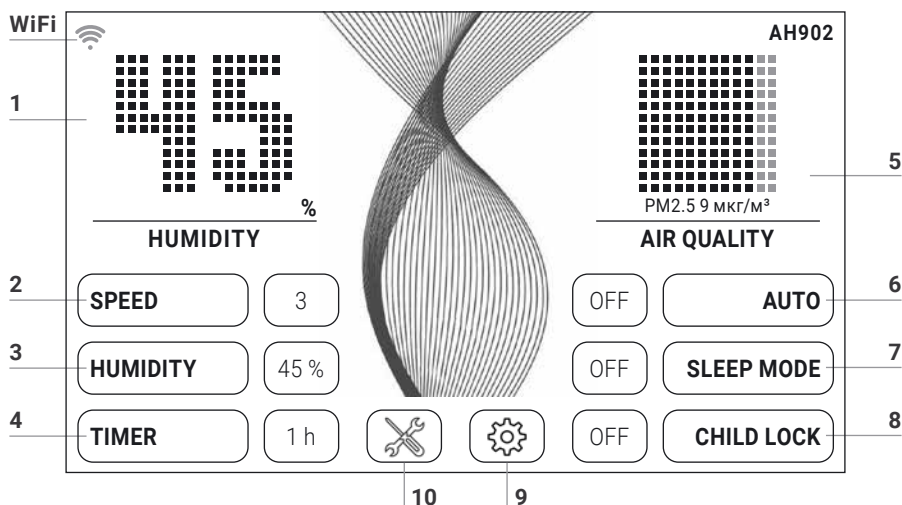 WiFi
AH902
1
45
%
HUMIDITY
5
PM2.5 9 мкг/м³
AIR QUALITY
2
SPEED 3
OFF AUTO
6
3
HUMIDITY 45 %
OFF SLEEP MODE
7
4
TIMER 1 h
OFF CHILD LOCK
8
10
9